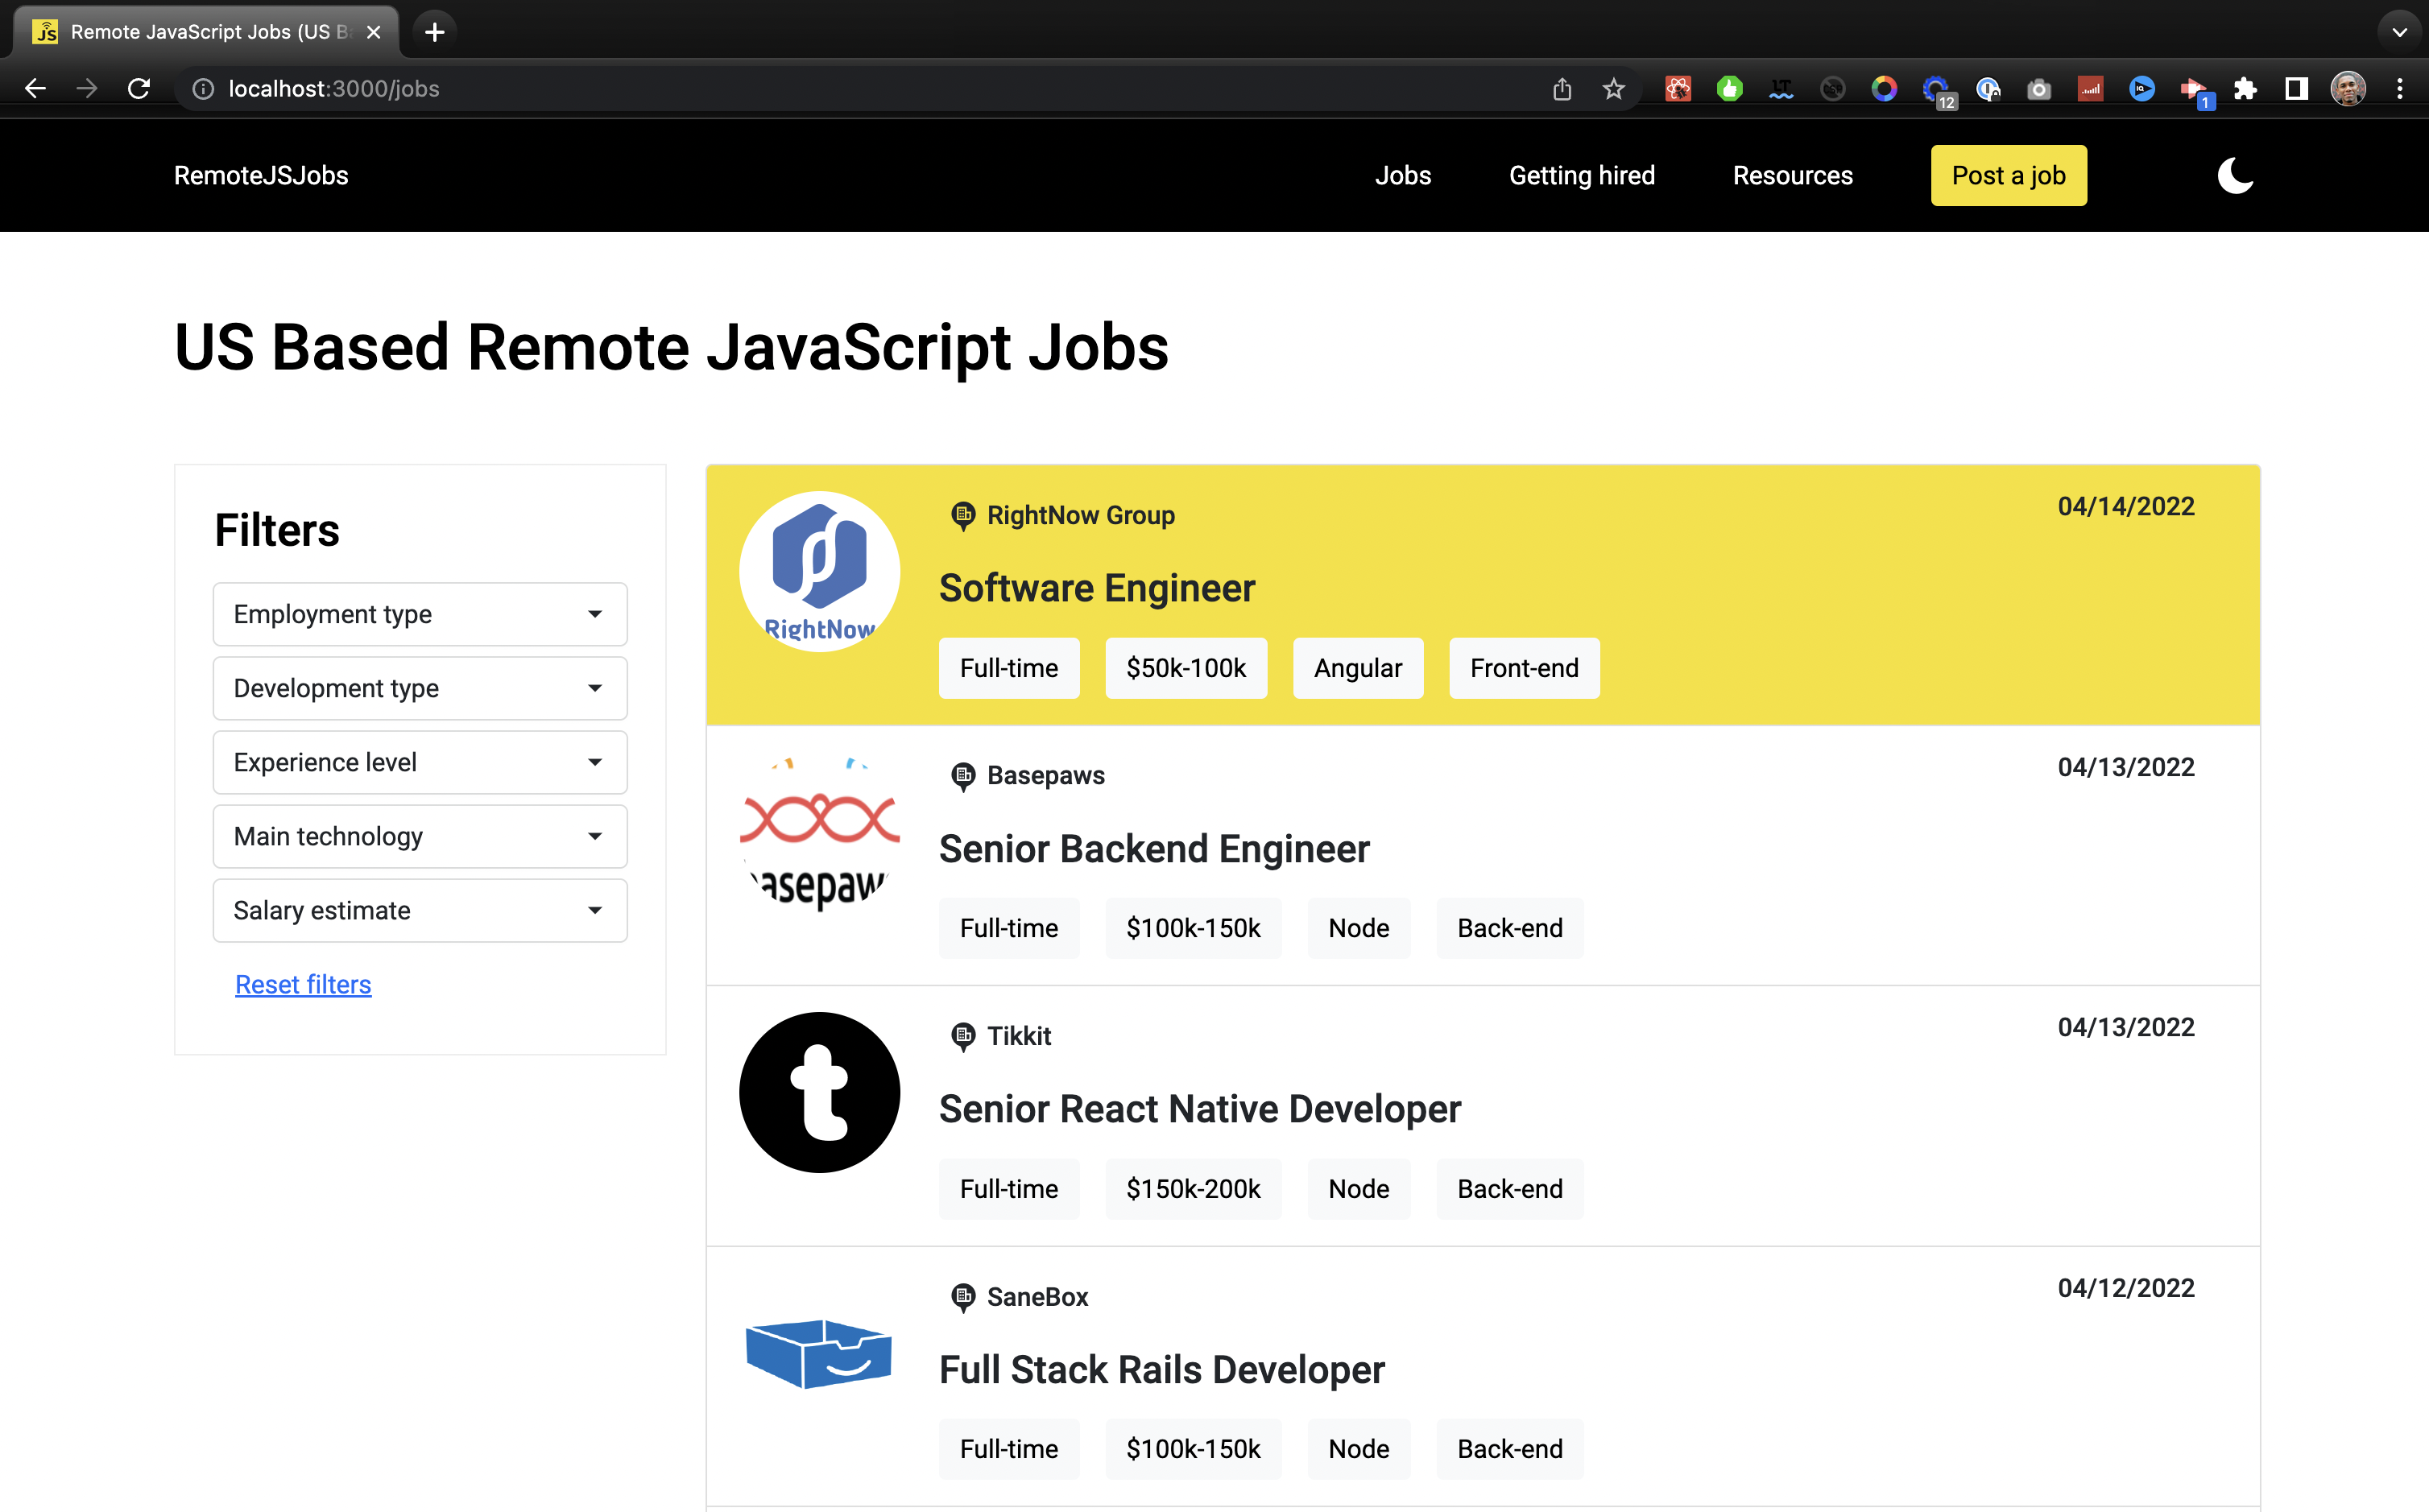 JS Remote JavaScript Jobs (US B
localhost:3000/jobs
12
1
RemoteJSJobs
Jobs
Getting hired
Resources
Post a job
US Based Remote JavaScript Jobs
Filters
Employment type
Development type
Experience level
Main technology
Salary estimate
Reset filters
RightNow
RightNow Group
04/14/2022
Software Engineer
Full-time
$50k-100k
Angular
Front-end
asepaw
Basepaws
04/13/2022
Senior Backend Engineer
Full-time
$100k-150k
Node
Back-end
t
Tikkit
04/13/2022
Senior React Native Developer
Full-time
$150k-200k
Node
Back-end
SaneBox
04/12/2022
Full Stack Rails Developer
Full-time
$100k-150k
Node
Back-end